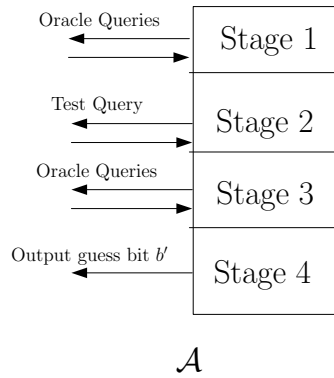 Oracle Queries
Stage 1
Test Query
Stage 2
Oracle Queries
Stage 3
Output guess bit b′
Stage 4
𝒜